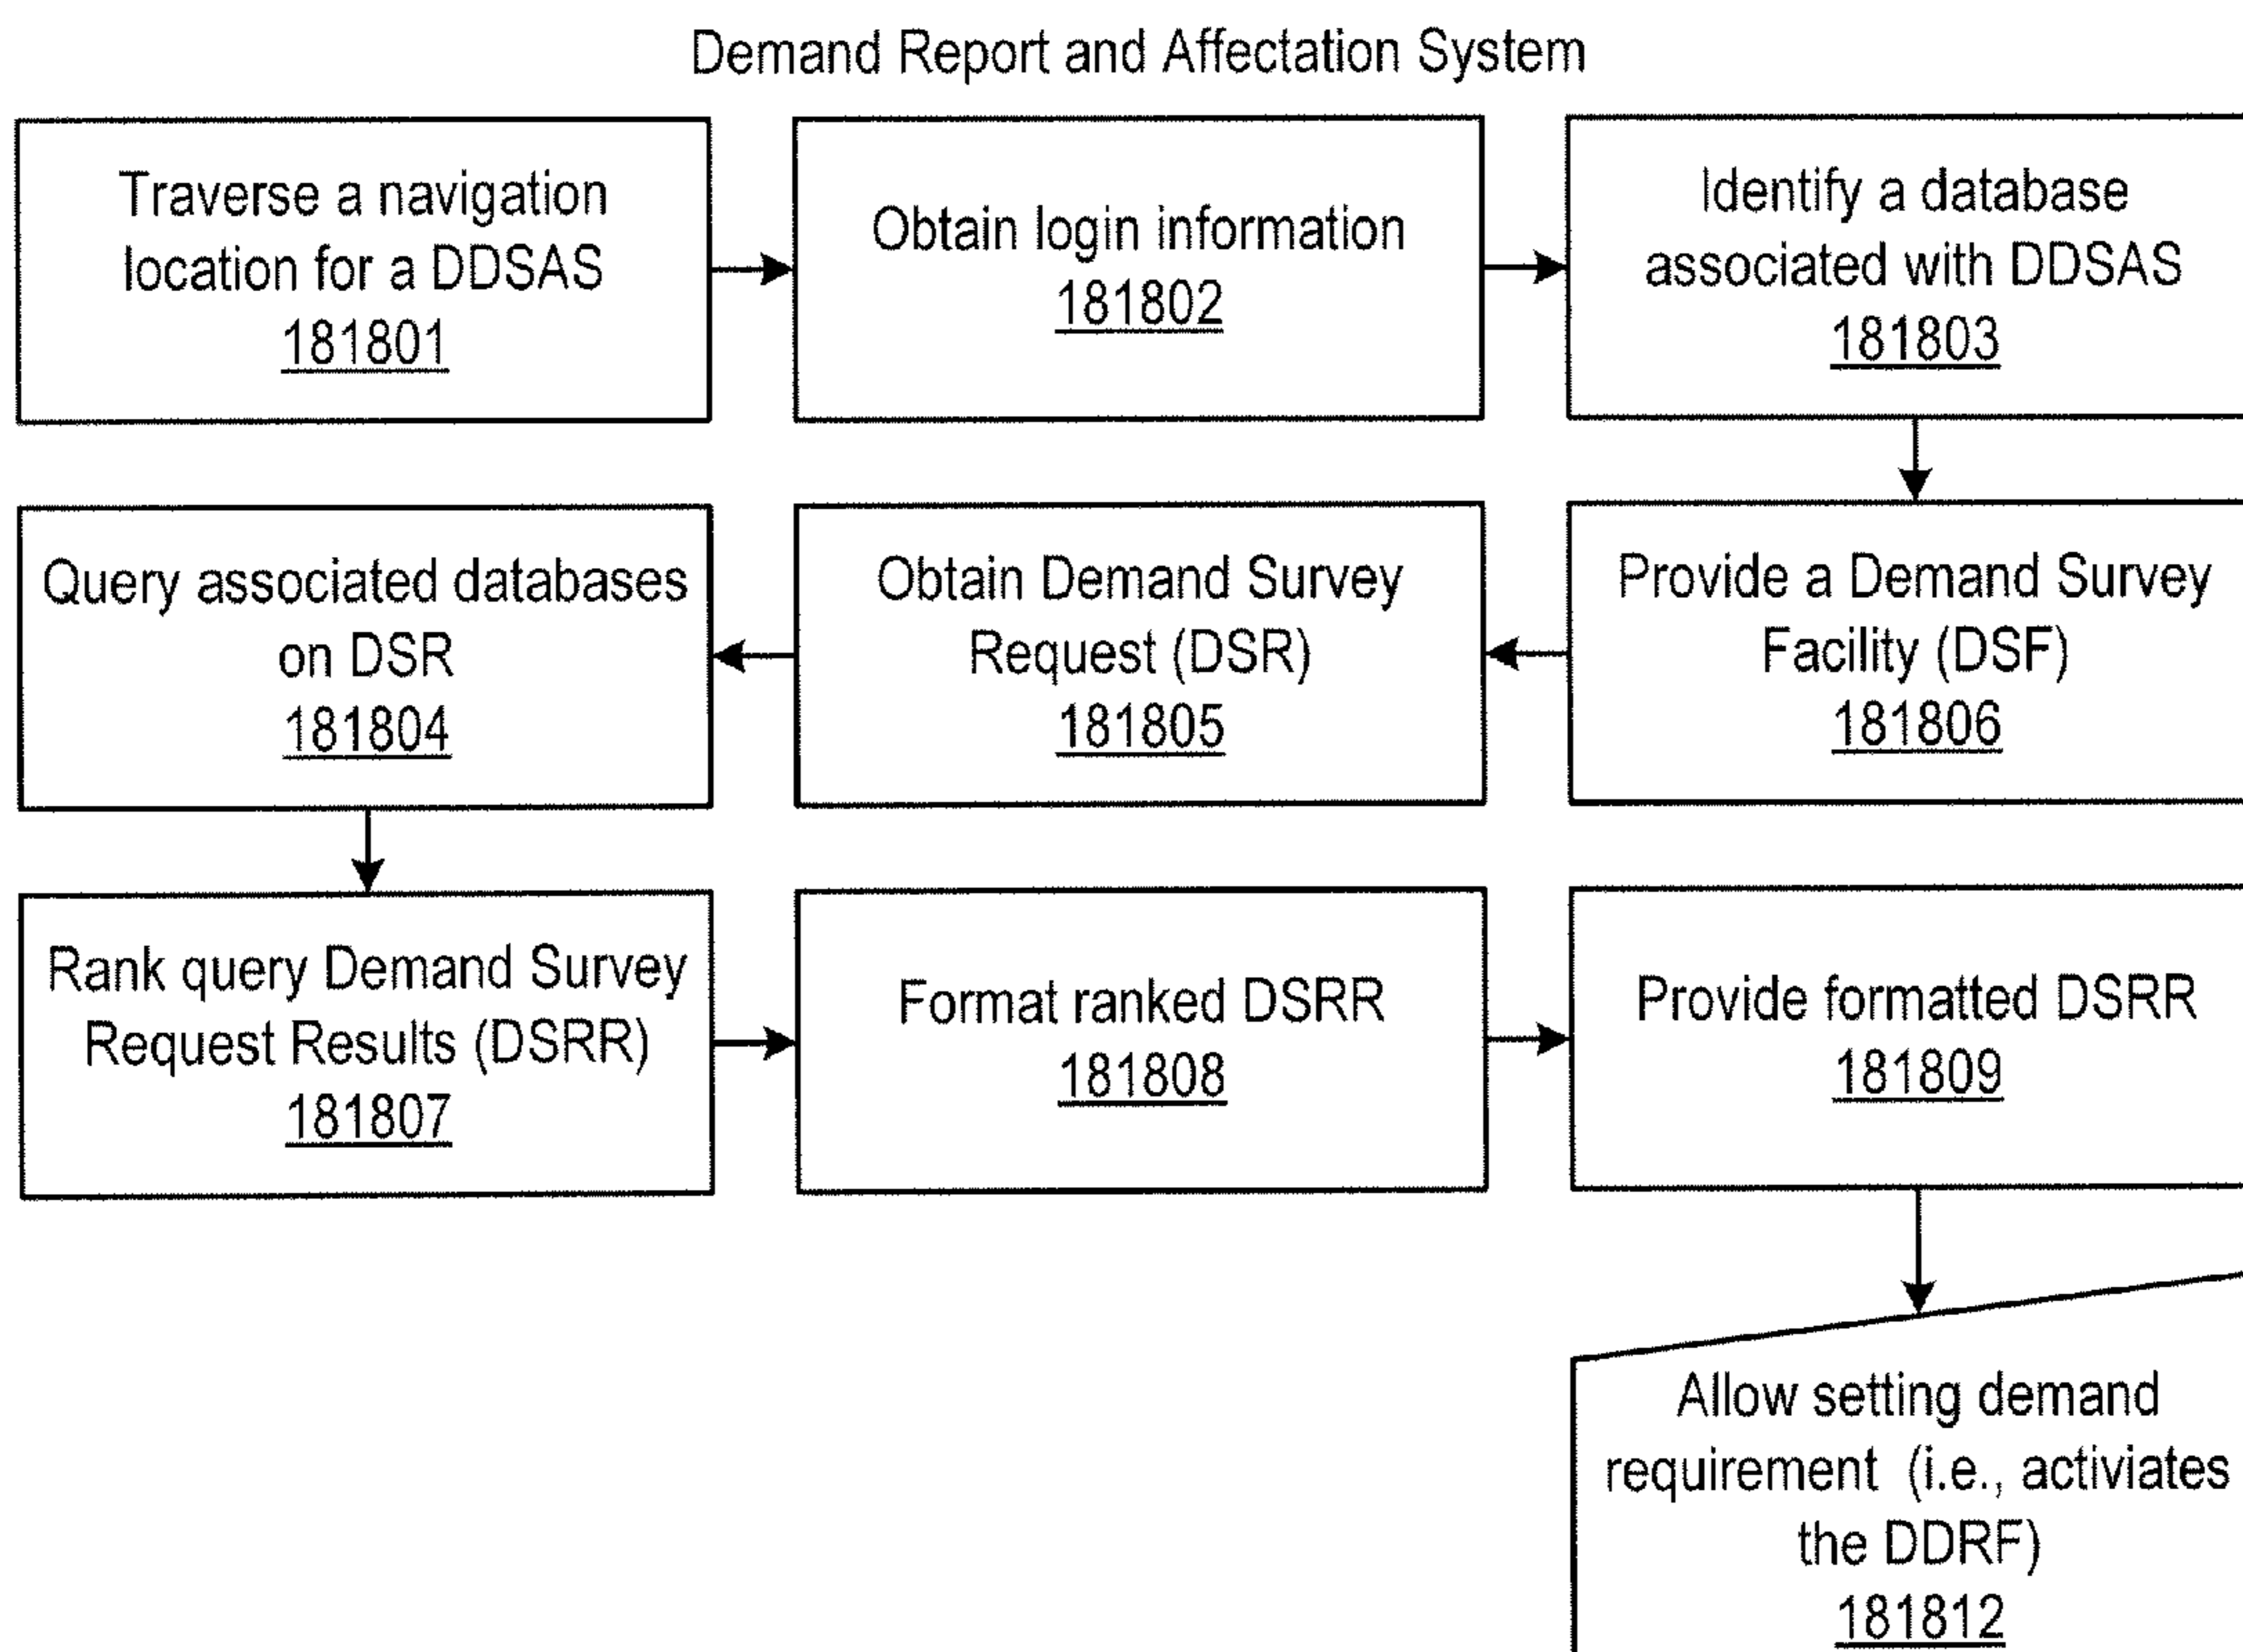 Demand Report and Affectation System
Traverse a navigation
location for a DDSAS
181801
Obtain login information
181802
Identify a database
associated with DDSAS
181803
Query associated databases
on DSR
181804
Obtain Demand Survey
Request (DSR)
181805
Provide a Demand Survey
Facility (DSF)
181806
Rank query Demand Survey
Request Results (DSRR)
181807
Format ranked DSRR
181808
Provide formatted DSRR
181809
Allow setting demand
requirement (i.e., activiates
the DDRF)
181812